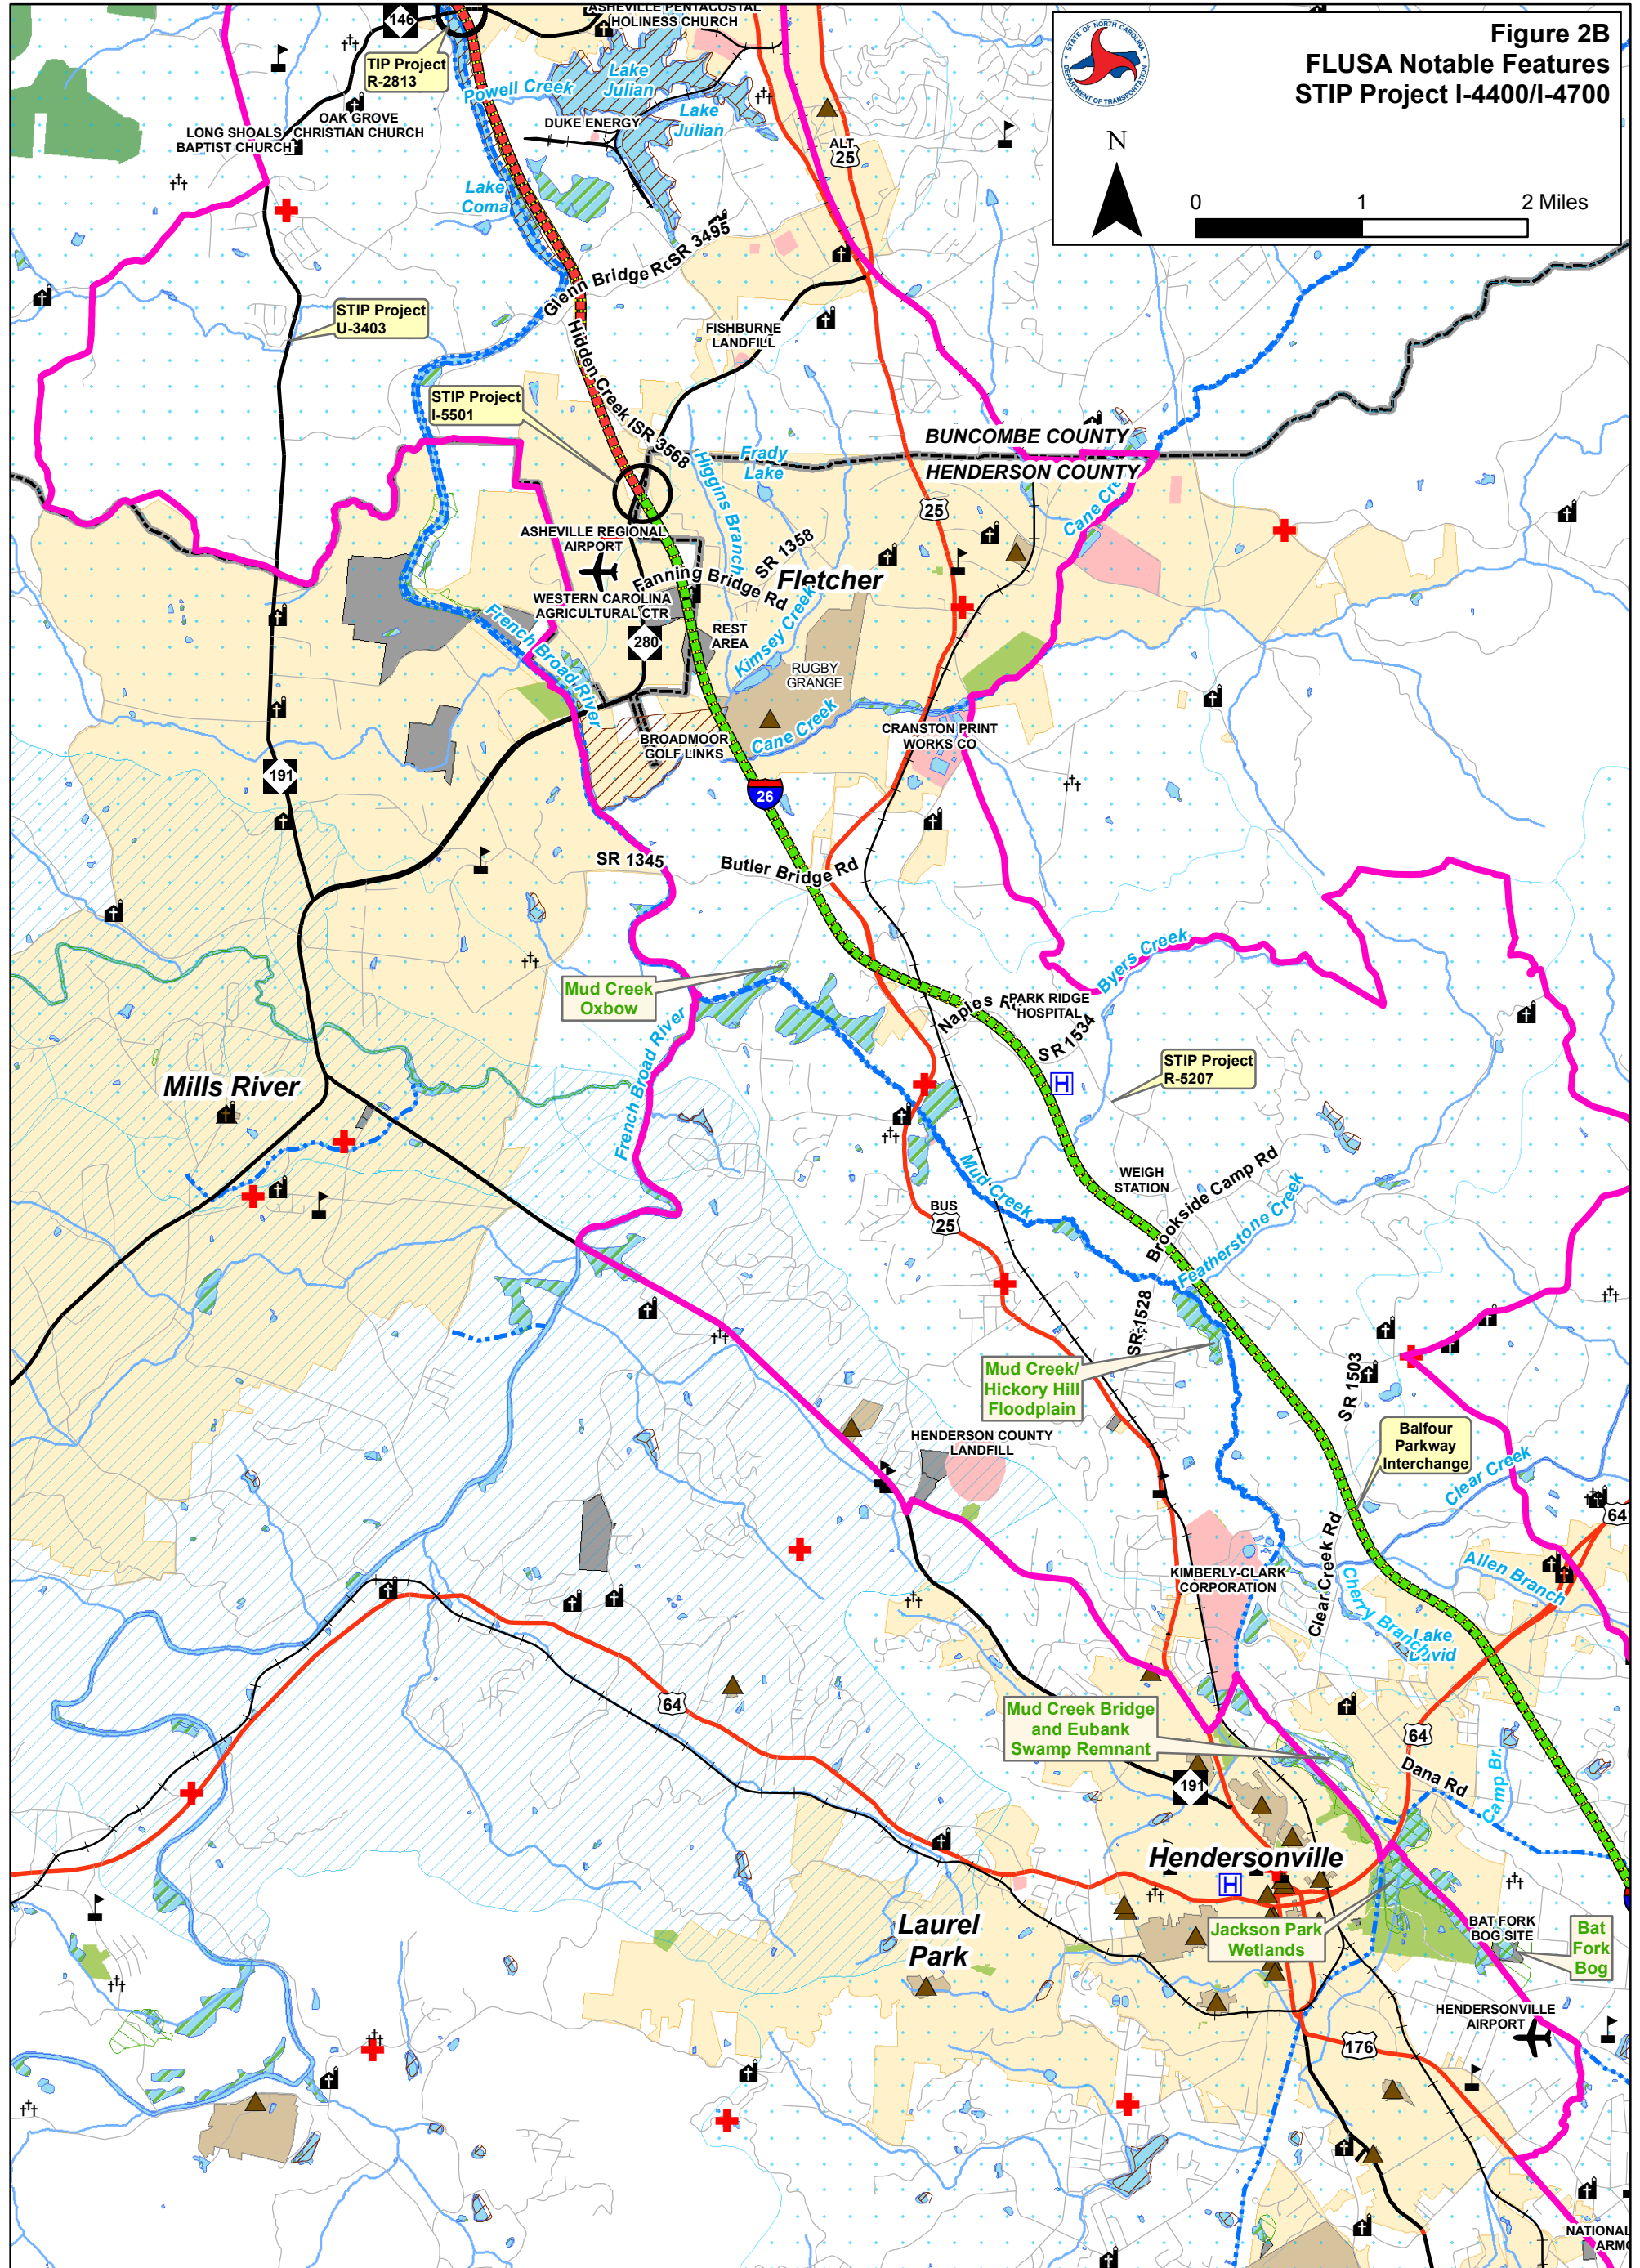 Figure 2B
FLUSA Notable Features
STIP Project I-4400/I-4700
STATE OF NORTH CAROLINA
DEPARTMENT OF TRANSPORTATION
N
0
1
2 Miles
146
ASHEVILLE PENTACOSTAL
HOLINESS CHURCH
TIP Project
R-2813
Powell Creek
Lake
Julian
Lake
Julian
DUKE ENERGY
OAK GROVE
CHRISTIAN CHURCH
LONG SHOALS
BAPTIST CHURCH
ALT
25
Lake
Coma
SR 3495
Glenn Bridge
STIP Project
U-3403
FISHBURNE
LANDFILL
Hidden Creek
SR 3568
STIP Project
I-5501
BUNCOMBE COUNTY
HENDERSON COUNTY
Frady
Lake
Higgins Branch
25
Cane
ASHEVILLE REGIONAL
AIRPORT
SR 1358
Fanning Bridge Rd
Fletcher
WESTERN CAROLINA
AGRICULTURAL CTR
French Broad River
280
REST
AREA
Kimsey Creek
RUGBY
GRANGE
Cane Creek
BROADMOOR
GOLF LINKS
CRANSTON PRINT
WORKS CO
191
26
SR 1345
Butler Bridge Rd
Byers Creek
Mud Creek
Oxbow
Naples
PARK RIDGE
HOSPITAL
SR 1534
H
French Broad River
STIP Project
R-5207
Mills River
Mud Creek
WEIGH
STATION
Brookside Camp Rd
Featherstone Creek
BUS
25
SR 1528
Mud Creek/
Hickory Hill
Floodplain
SR 1503
Balfour
Parkway
Interchange
HENDERSON COUNTY
LANDFILL
Clear Creek
64
KIMBERLY-CLARK
CORPORATION
Clear Creek Rd
Cherry Branch
Allen Branch
Lake
David
64
Mud Creek Bridge
and Eubank
Swamp Remnant
64
Dana Rd
Camp Br.
191
Hendersonville
H
Laurel
Park
Jackson Park
Wetlands
BAT FORK
BOG SITE
Bat
Fork
Bog
HENDERSONVILLE
AIRPORT
176
NATIONAL